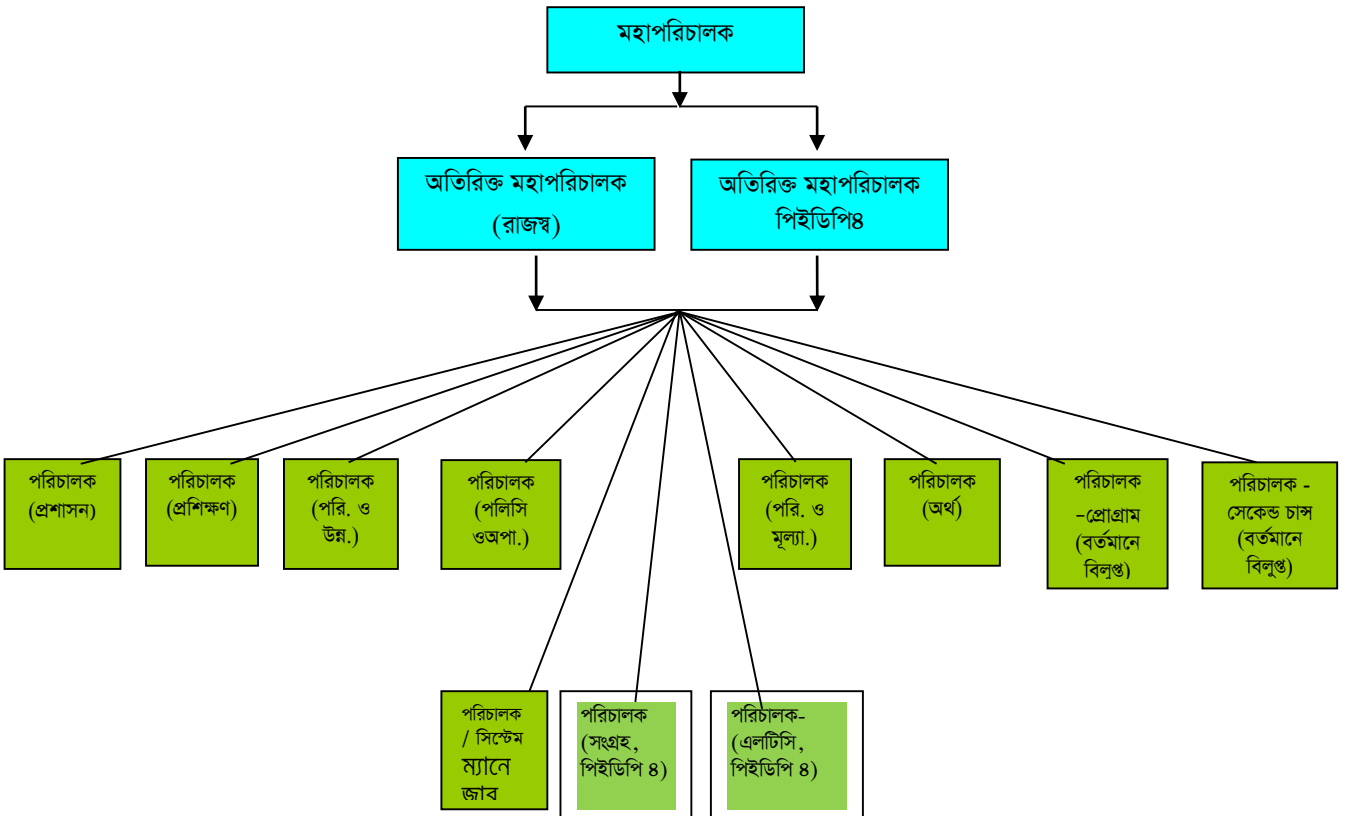 মহাপরিচালক
অতিরিক্ত মহাপরিচালক
(রাজস্ব)
অতিরিক্ত মহাপরিচালক
পিইডিপি৪
পরিচালক
(প্রশাসন)
পরিচালক
(প্রশিক্ষণ)
পরিচালক
(পরি. ও
উন্ন.)
পরিচালক
(পলিসি
ওঅপা.)
পরিচালক
(পরি. ও
মূল্যা.)
পরিচালক
(অর্থ)
পরিচালক
-প্রোগ্রাম
(বর্তমানে
বিলুপ্ত)
পরিচালক -
সেকেন্ড চান্স
(বর্তমানে
বিলুপ্ত)
পরিচালক
/ সিস্টেম
ম্যানে
জার
পরিচালক
(সংগ্রহ,
পিইডিপি ৪)
পরিচালক-
(এলটিসি,
পিইডিপি ৪)